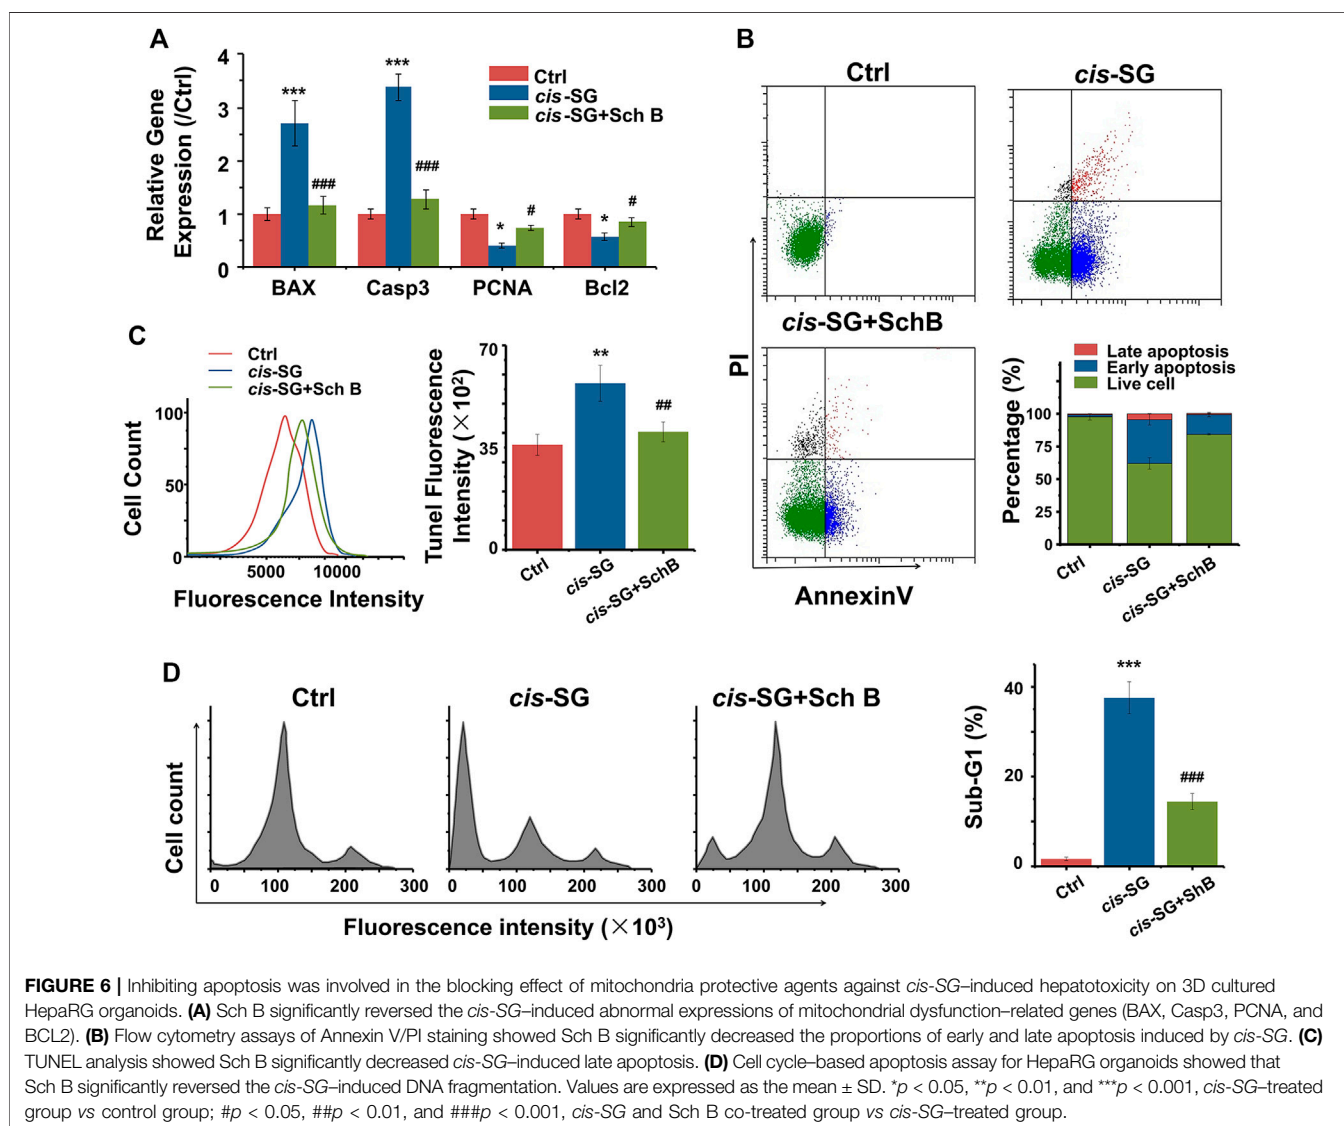 A
Relative Gene
Expression (/Ctrl)
4
3
2
1
0
***
###
***
###
*
#
*
#
BAX
Casp3
PCNA
Bcl2
Ctrl
cis-SG
cis-SG+Sch B
B
Ctrl
cis-SG
cis-SG+SchB
PI
AnnexinV
Late apoptosis
Early apoptosis
Live cell
Percentage (%)
100
75
50
25
0
Ctrl
cis-SG
cis-SG+SchB
C
Ctrl
cis-SG
cis-SG+Sch B
Cell Count
100
50
0
5000
10000
Fluorescence Intensity
Tunel Fluorescence
Intensity (×10²)
70
35
0
**
##
Ctrl
cis-SG
cis-SG+SchB
D
Ctrl
cis-SG
cis-SG+Sch B
Cell count
0 100 200 300
0 100 200 300
0 100 200 300
Fluorescence intensity (×10³)
Sub-G1 (%)
40
20
0
***
###
Ctrl
cis-SG
cis-SG+ShB
FIGURE 6 | Inhibiting apoptosis was involved in the blocking effect of mitochondria protective agents against cis-SG–induced hepatotoxicity on 3D cultured
HepaRG organoids. (A) Sch B significantly reversed the cis-SG–induced abnormal expressions of mitochondrial dysfunction–related genes (BAX, Casp3, PCNA, and
BCL2). (B) Flow cytometry assays of Annexin V/PI staining showed Sch B significantly decreased the proportions of early and late apoptosis induced by cis-SG. (C)
TUNEL analysis showed Sch B significantly decreased cis-SG–induced late apoptosis. (D) Cell cycle–based apoptosis assay for HepaRG organoids showed that
Sch B significantly reversed the cis-SG–induced DNA fragmentation. Values are expressed as the mean ± SD. *p < 0.05, **p < 0.01, and ***p < 0.001, cis-SG–treated
group vs control group; #p < 0.05, ##p < 0.01, and ###p < 0.001, cis-SG and Sch B co-treated group vs cis-SG–treated group.